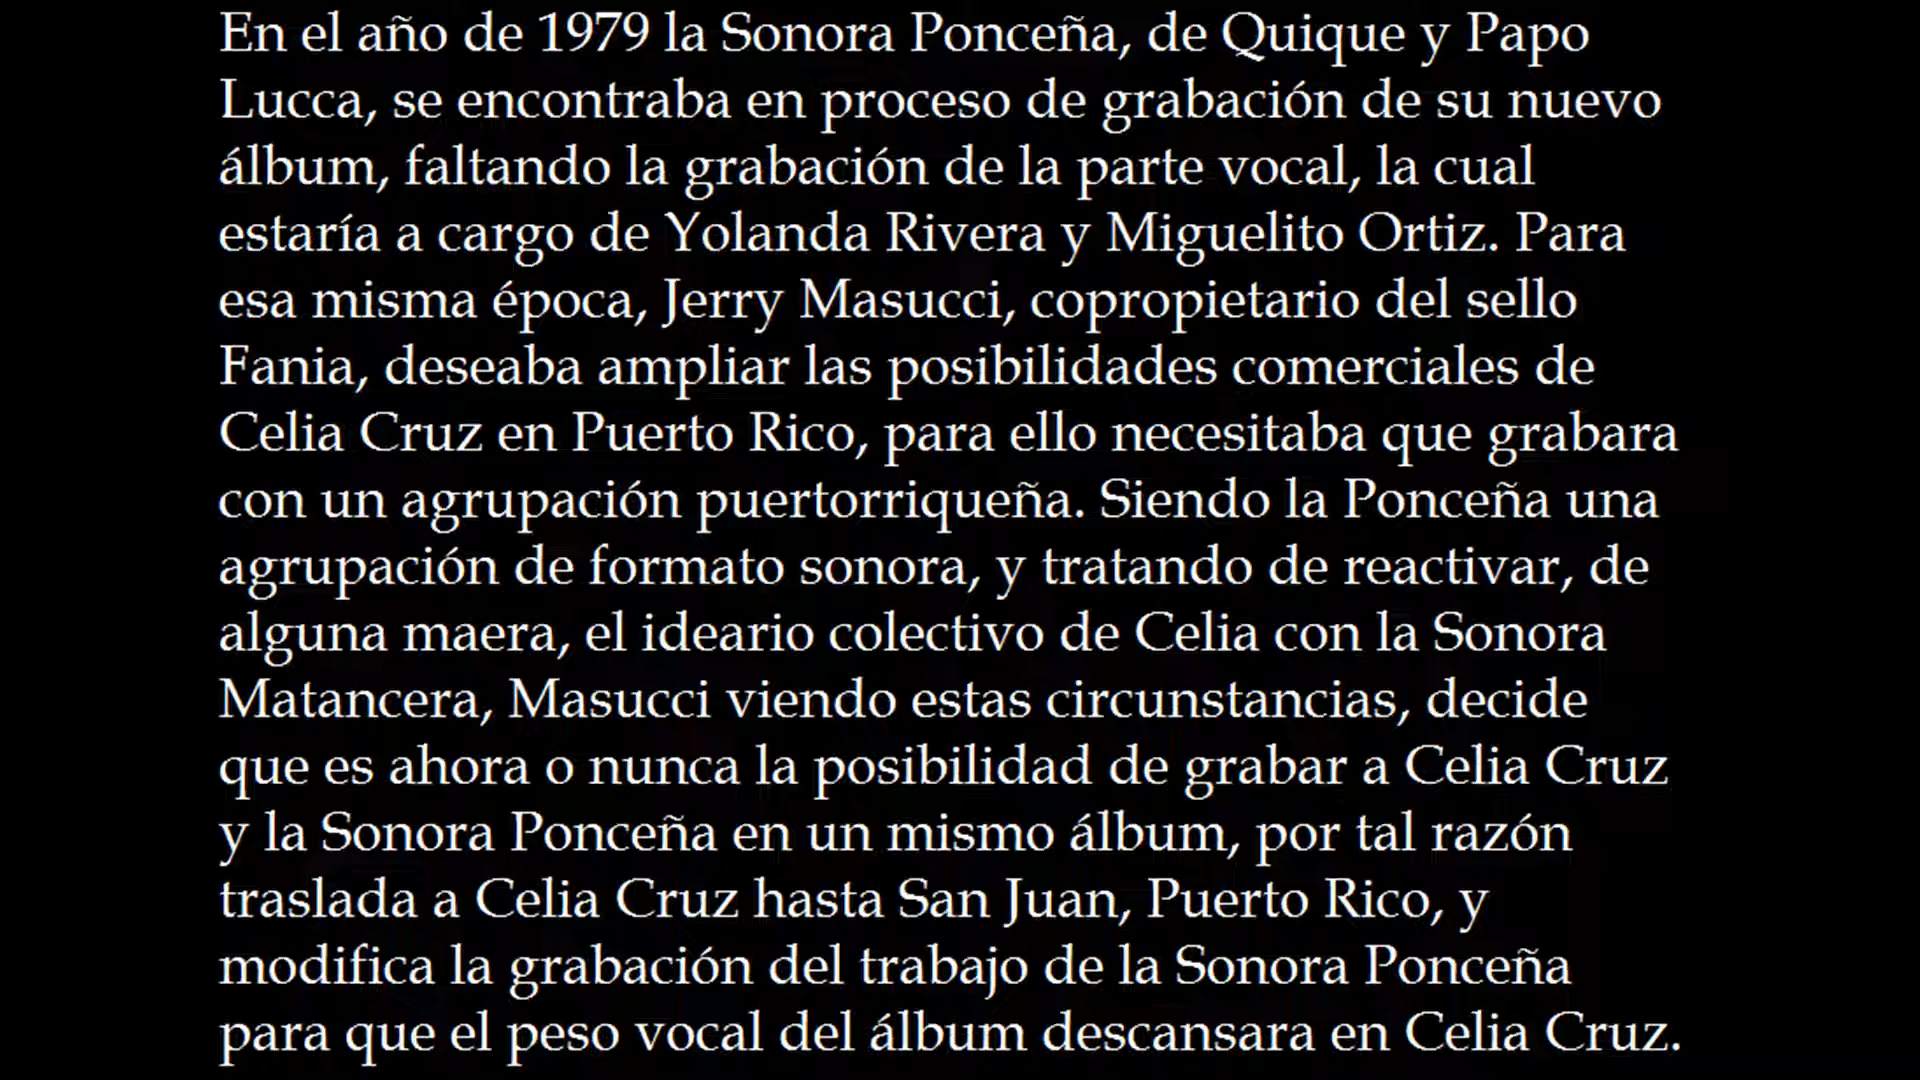 En el año de 1979 la Sonora Ponceña, de Quique y Papo
Lucca, se encontraba en proceso de grabación de su nuevo
álbum, faltando la grabación de la parte vocal, la cual
estaría a cargo de Yolanda Rivera y Miguelito Ortiz. Para
esa misma época, Jerry Masucci, copropietario del sello
Fania, deseaba ampliar las posibilidades comerciales de
Celia Cruz en Puerto Rico, para ello necesitaba que grabara
con un agrupación puertorriqueña. Siendo la Ponceña una
agrupación de formato sonora, y tratando de reactivar, de
alguna maera, el ideario colectivo de Celia con la Sonora
Matancera, Masucci viendo estas circunstancias, decide
que es ahora o nunca la posibilidad de grabar a Celia Cruz
y la Sonora Ponceña en un mismo álbum, por tal razón
traslada a Celia Cruz hasta San Juan, Puerto Rico, y
modifica la grabación del trabajo de la Sonora Ponceña
para que el peso vocal del álbum descansara en Celia Cruz.